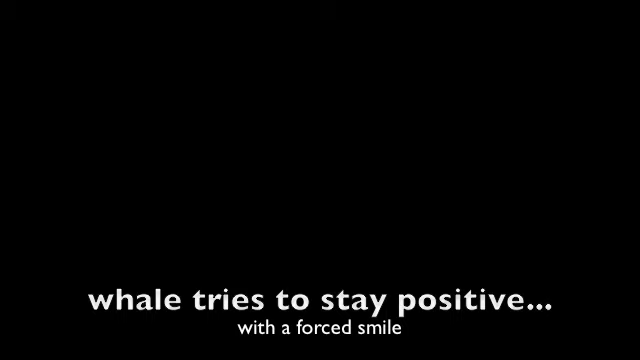 whale tries to stay positive...
with a forced smile